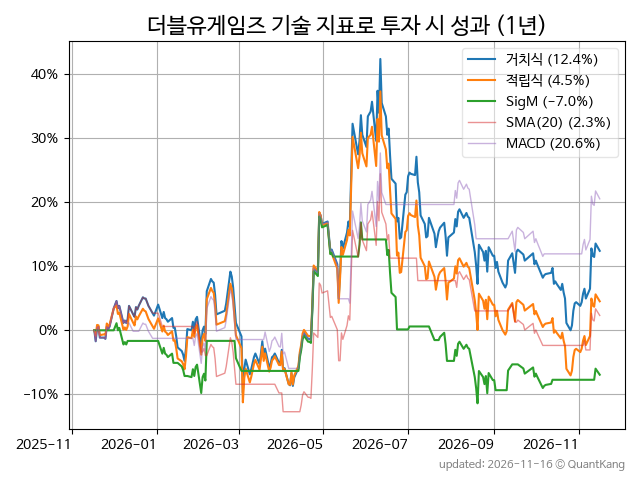 더블유게임즈 기술 지표로 투자 시 성과 (1년)
거치식 (12.4%)
적립식 (4.5%)
SigM (−7.0%)
SMA(20) (2.3%)
MACD (20.6%)
40%
30%
20%
10%
0%
−10%
2025-11
2026-01
2026-03
2026-05
2026-07
2026-09
2026-11
updated: 2026-11-16 © QuantKang